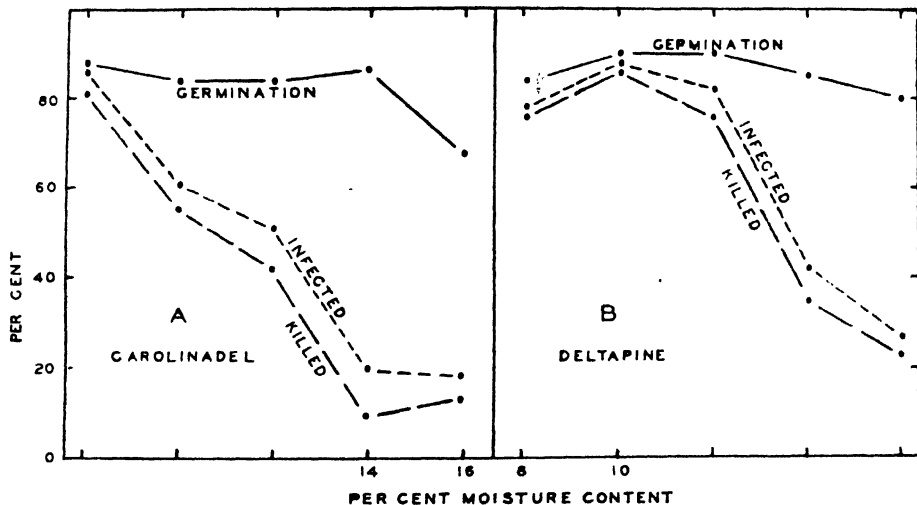 GERMINATION
INFECTED
KILLED
A
CAROLINADEL
GERMINATION
INFECTED
KILLED
B
DELTAPINE
80
60
40
20
0
PER CENT
14
16
8
10
PER CENT MOISTURE CONTENT